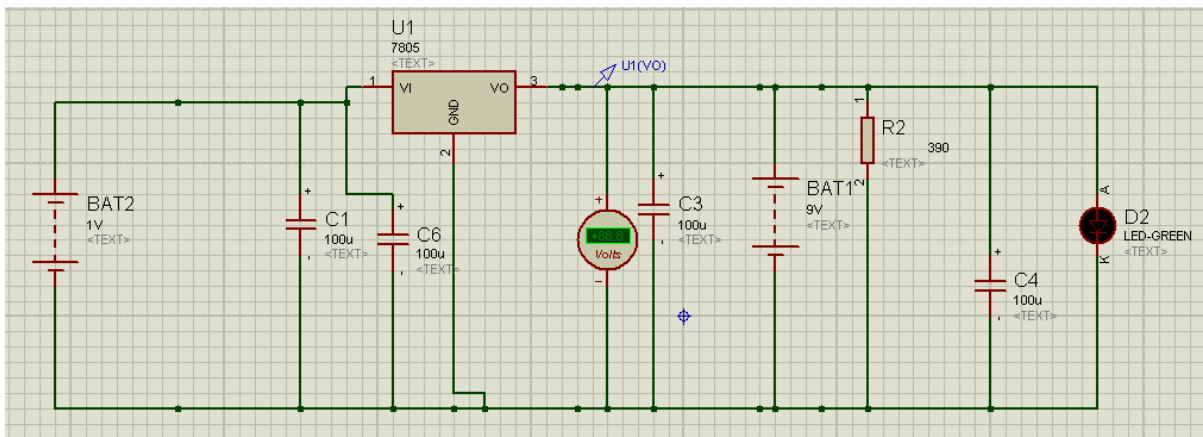 U1
7805
<TEXT>
1
VI
VO
3
U1(VO)
GND
2
BAT2
1V
<TEXT>
+
C1
100u
<TEXT>
-
+
C6
100u
<TEXT>
-
+
+88.8
Volts
-
+
C3
100u
<TEXT>
-
BAT1
9V
<TEXT>
1
R2
390
<TEXT>
2
+
C4
100u
<TEXT>
-
A
D2
LED-GREEN
<TEXT>
K